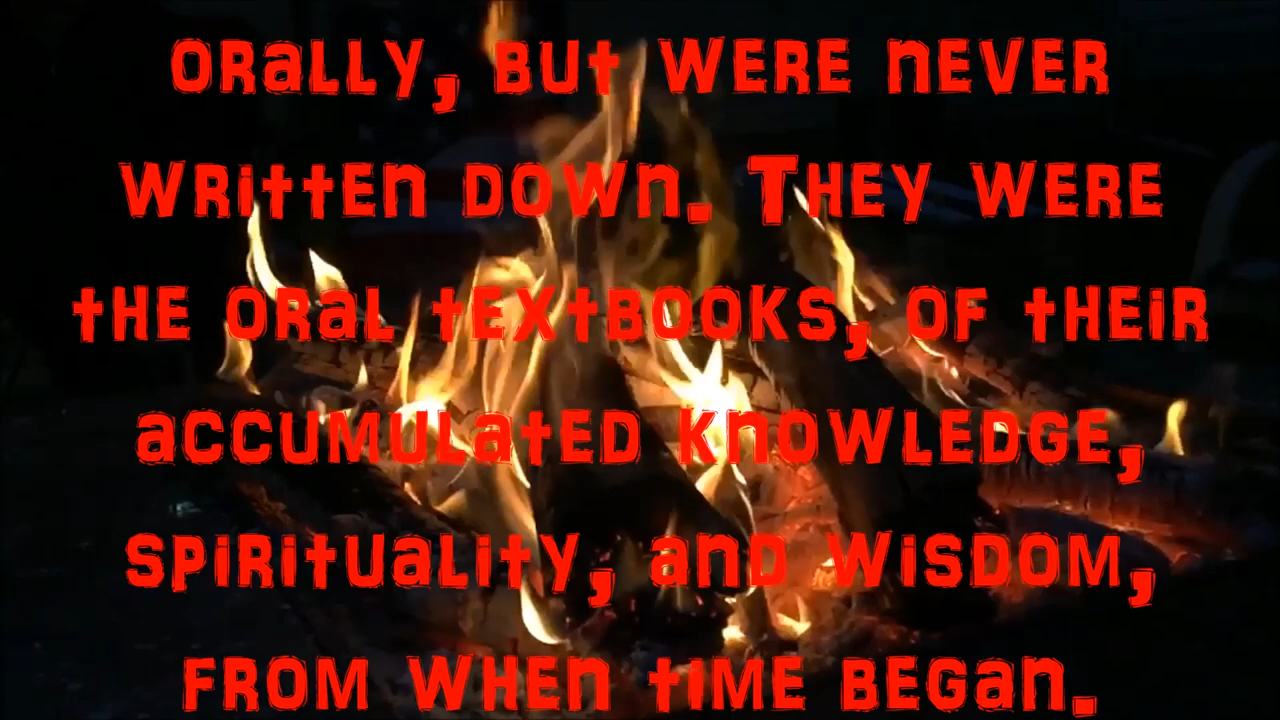 orally, but were never
written down. They were
the oral textbooks, of their
accumulated knowledge,
spirituality, and wisdom,
from when time began.